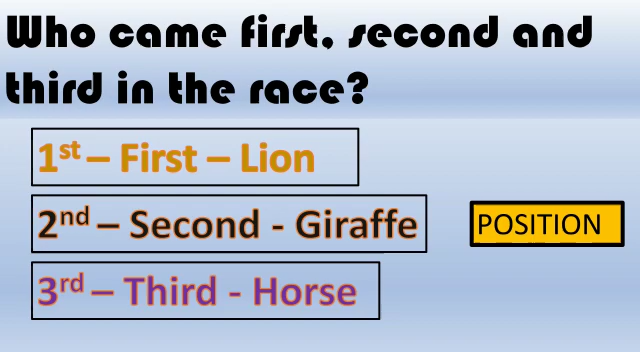 Who came first, second and
third in the race?
1st – First – Lion
2nd – Second - Giraffe
POSITION
3rd – Third - Horse